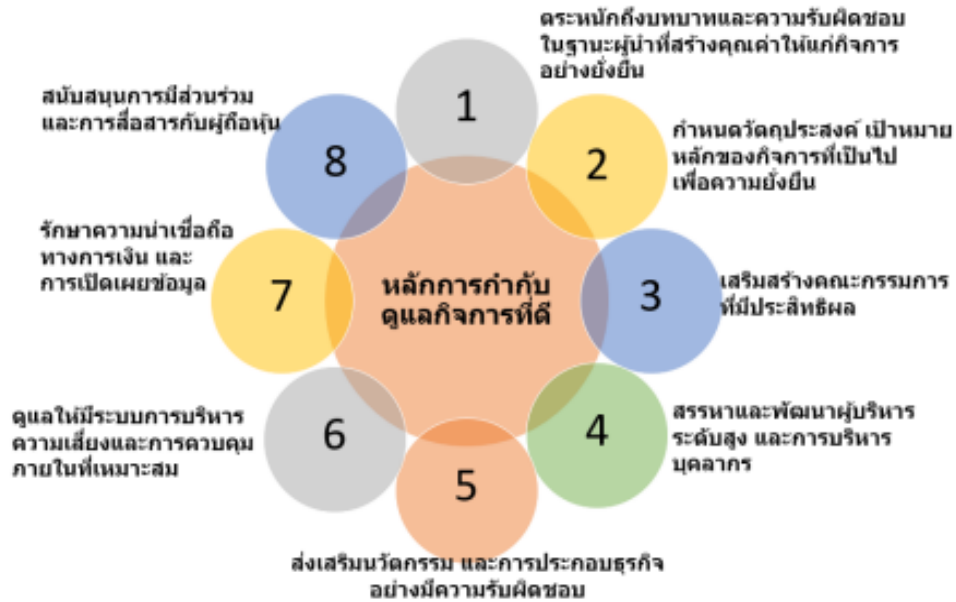 1
ตระหนักถึงบทบาทและความรับผิดชอบ
ในฐานะผู้นำที่สร้างคุณค่าให้แก่กิจการ
อย่างยั่งยืน
2
กำหนดวัตถุประสงค์ เป้าหมาย
หลักของกิจการที่เป็นไป
เพื่อความยั่งยืน
3
เสริมสร้างคณะกรรมการ
ที่มีประสิทธิผล
4
สรรหาและพัฒนาผู้บริหาร
ระดับสูง และการบริหาร
บุคลากร
5
ส่งเสริมนวัตกรรม และการประกอบธุรกิจ
อย่างมีความรับผิดชอบ
6
ดูแลให้มีระบบการบริหาร
ความเสี่ยงและการควบคุม
ภายในที่เหมาะสม
7
รักษาความน่าเชื่อถือ
ทางการเงิน และ
การเปิดเผยข้อมูล
8
สนับสนุนการมีส่วนร่วม
และการสื่อสารกับผู้ถือหุ้น
หลักการกำกับ
ดูแลกิจการที่ดี